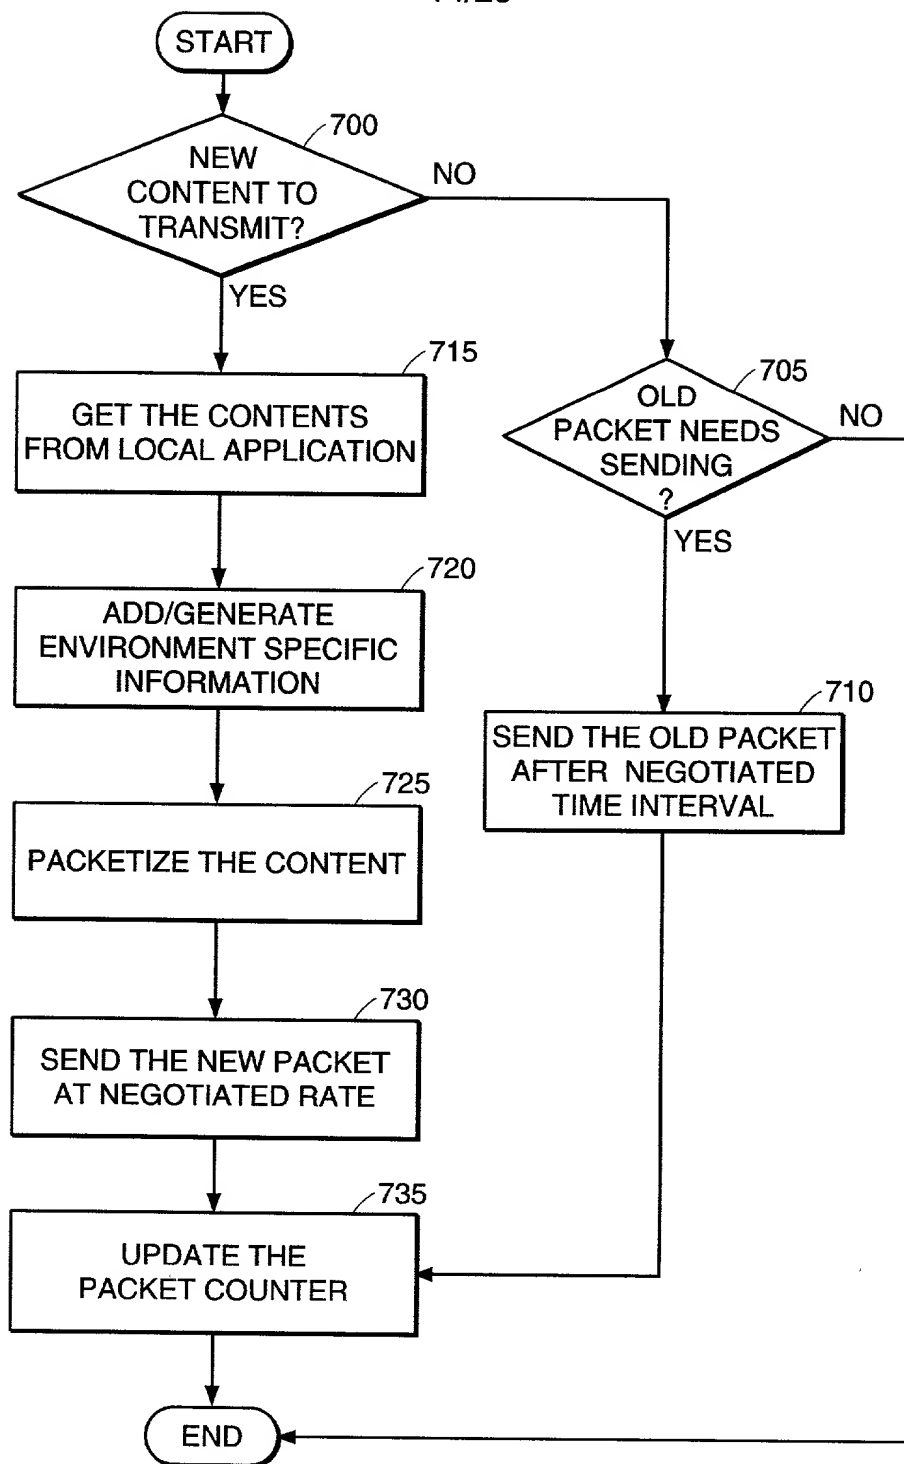 START
700
NEW
CONTENT TO
TRANSMIT?
NO
YES
715
GET THE CONTENTS
FROM LOCAL APPLICATION
705
OLD
PACKET NEEDS
SENDING
?
NO
YES
720
ADD/GENERATE
ENVIRONMENT SPECIFIC
INFORMATION
710
SEND THE OLD PACKET
AFTER NEGOTIATED
TIME INTERVAL
725
PACKETIZE THE CONTENT
730
SEND THE NEW PACKET
AT NEGOTIATED RATE
735
UPDATE THE
PACKET COUNTER
END